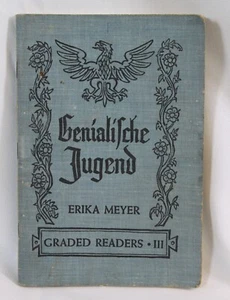 Genialische
Jugend
ERIKA MEYER
GRADED READERS • III